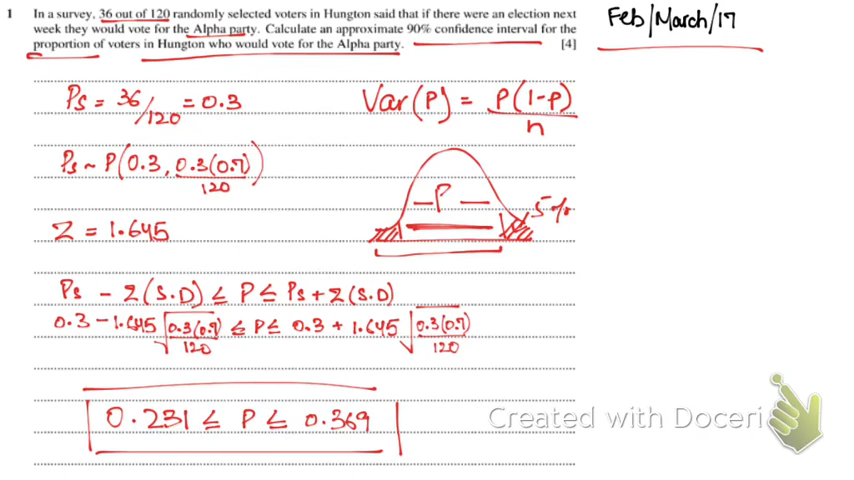 1 In a survey, 36 out of 120 randomly selected voters in Hungton said that if there were an election next
week they would vote for the Alpha party. Calculate an approximate 90% confidence interval for the
proportion of voters in Hungton who would vote for the Alpha party. [4]
Feb/March/17
Ps = 36/120 = 0.3
Var(P) = P(1-P)/n
Ps ~ P(0.3, 0.3(0.7)/120)
P
5%
Z = 1.645
Ps - Z(S.D) ≤ P ≤ Ps + Z(S.D)
0.3 - 1.645 √0.3(0.7)/120 ≤ P ≤ 0.3 + 1.645 √0.3(0.7)/120
0.231 ≤ P ≤ 0.369
Created with Doceri